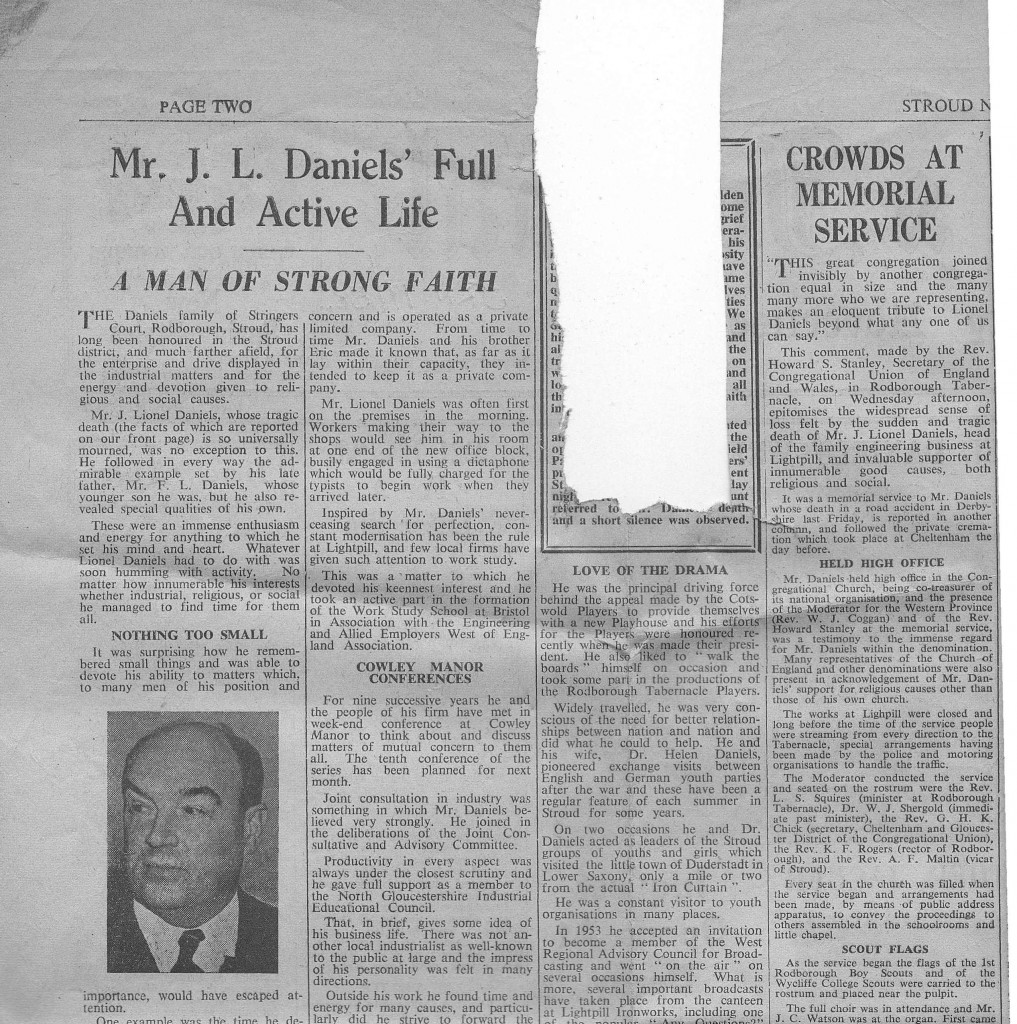 PAGE TWO
STROUD N
Mr. J. L. Daniels' Full
And Active Life
A MAN OF STRONG FAITH
THE Daniels family of Stringers
Court, Rodborough, Stroud, has
long been honoured in the Stroud
district, and much farther afield, for
the enterprise and drive displayed in
the industrial matters and for the
energy and devotion given to reli-
gious and social causes.
Mr. J. Lionel Daniels, whose tragic
death (the facts of which are reported
on our front page) is so universally
mourned, was no exception to this.
He followed in every way the ad-
mirable example set by his late
father, Mr. F. L. Daniels, whose
younger son he was, but he also re-
vealed special qualities of his own.
These were an immense enthusiasm
and energy for anything to which he
set his mind and heart. Whatever
Lionel Daniels had to do with was
soon humming with activity. No
matter how innumerable his interests
whether industrial, religious, or social
he managed to find time for them
all.
NOTHING TOO SMALL
It was surprising how he remem-
bered small things and was able to
devote his ability to matters which,
to many men of his position and
importance, would have escaped at-
tention.
One example was the time he de-
concern and is operated as a private
limited company. From time to
time Mr. Daniels and his brother
Eric made it known that, as far as it
lay within their capacity, they in-
tended to keep it as a private com-
pany.
Mr. Lionel Daniels was often first
on the premises in the morning.
Workers making their way to the
shops would see him in his room
at one end of the new office block,
busily engaged in using a dictaphone
which would be fully charged for the
typists to begin work when they
arrived later.
Inspired by Mr. Daniels' never-
ceasing search for perfection, con-
stant modernisation has been the rule
at Lightpill, and few local firms have
given such attention to work study.
This was a matter to which he
devoted his keenest interest and he
took an active part in the formation
of the Work Study School at Bristol
in Association with the Engineering
and Allied Employers West of Eng-
land Association.
COWLEY MANOR
CONFERENCES
For nine successive years he and
the people of his firm have met in
week-end conference at Cowley
Manor to think about and discuss
matters of mutual concern to them
all. The tenth conference of the
series has been planned for next
month.
Joint consultation in industry was
something in which Mr. Daniels be-
lieved very strongly. He joined in
the deliberations of the Joint Con-
sultative and Advisory Committee.
Productivity in every aspect was
always under the closest scrutiny and
he gave full support as a member to
the North Gloucestershire Industrial
Educational Council.
That, in brief, gives some idea of
his business life. There was not an-
other local industrialist as well-known
to the public at large and the impress
of his personality was felt in many
directions.
Outside his work he found time and
energy for many causes, and particu-
larly did he strive to forward the
lden
ome
grief
era-
his
osity
have
ame
lves
ties
We
as
and
the
on
and
all
aith
ated
the
ield
ers'
ent
lay
unt
referred to death
and a short silence was observed.
LOVE OF THE DRAMA
He was the principal driving force
behind the appeal made by the Cots-
wold Players to provide themselves
with a new Playhouse and his efforts
for the Players were honoured re-
cently when he was made their presi-
dent. He also liked to "walk the
boards" himself on occasion and
took some part in the productions of
the Rodborough Tabernacle Players.
Widely travelled, he was very con-
scious of the need for better relation-
ships between nation and nation and
did what he could to help. He and
his wife, Dr. Helen Daniels,
pioneered exchange visits between
English and German youth parties
after the war and these have been a
regular feature of each summer in
Stroud for some years.
On two occasions he and Dr.
Daniels acted as leaders of the Stroud
groups of youths and girls which
visited the little town of Duderstadt in
Lower Saxony, only a mile or two
from the actual "Iron Curtain".
He was a constant visitor to youth
organisations in many places.
In 1953 he accepted an invitation
to become a member of the West
Regional Advisory Council for Broad-
casting and went "on the air" on
several occasions himself. What is
more, several important broadcasts
have taken place from the canteen
at Lightpill Ironworks, including one
of the popular "Any Questions?"
CROWDS AT
MEMORIAL
SERVICE
"THIS great congregation joined
invisibly by another congrega-
tion equal in size and the many
many more who we are representing,
makes an eloquent tribute to Lionel
Daniels beyond what any one of us
can say."
This comment, made by the Rev.
Howard S. Stanley, Secretary of the
Congregational Union of England
and Wales, in Rodborough Taber-
nacle, on Wednesday afternoon,
epitomises the widespread sense of
loss felt by the sudden and tragic
death of Mr. J. Lionel Daniels, head
of the family engineering business at
Lightpill, and invaluable supporter of
innumerable good causes, both
religious and social.
It was a memorial service to Mr. Daniels
whose death in a road accident in Derby-
shire last Friday, is reported in another
column, and followed the private crema-
tion which took place at Cheltenham the
day before.
HELD HIGH OFFICE
Mr. Daniels held high office in the Con-
gregational Church, being co-treasurer of
its national organisation, and the presence
of the Moderator for the Western Province
(Rev. W. J. Coggan) and of the Rev.
Howard Stanley at the memorial service,
was a testimony to the immense regard
for Mr. Daniels within the denomination.
Many representatives of the Church of
England and other denominations were also
present in acknowledgement of Mr. Dan-
iels' support for religious causes other than
those of his own church.
The works at Lighpill were closed and
long before the time of the service people
were streaming from every direction to the
Tabernacle, special arrangements having
been made by the police and motoring
organisations to handle the traffic.
The Moderator conducted the service
and seated on the rostrum were the Rev.
L. S. Squires (minister at Rodborough
Tabernacle), Dr. W. J. Shergold (immedi-
ate past minister), the Rev. G. H. K.
Chick (secretary, Cheltenham and Glouces-
ter District of the Congregational Union),
the Rev. K. F. Rogers (rector of Rodbor-
ough), and the Rev. A. F. Maltin (vicar
of Stroud).
Every seat in the church was filled when
the service began and arrangements had
been made, by means of public address
apparatus, to convey the proceedings to
others assembled in the schoolrooms and
little chapel.
SCOUT FLAGS
As the service began the flags of the 1st
Rodborough Boy Scouts and of the
Wycliffe College Scouts were carried to the
rostrum and placed near the pulpit.
The full choir was in attendance and Mr.
J. C. Watson was at the organ. First came